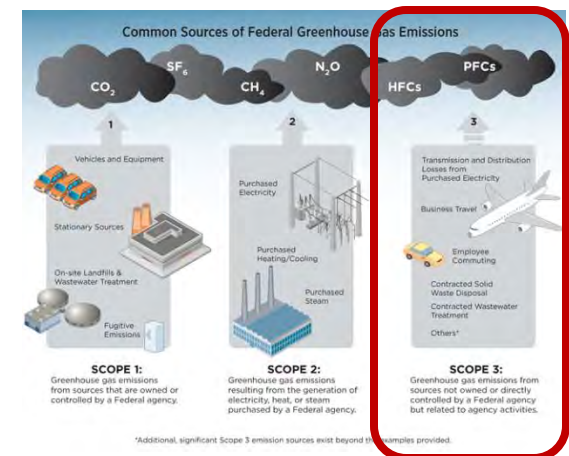 Common Sources of Federal Greenhouse Gas Emissions
CO2
SF6
CH4
N2O
HFCs
PFCs
1
Vehicles and Equipment
Stationary Sources
On-site Landfills &
Wastewater Treatment
Fugitive
Emissions
SCOPE 1:
Greenhouse gas emissions
from sources that are owned or
controlled by a Federal agency.
2
Purchased
Electricity
Purchased
Heating/Cooling
Purchased
Steam
SCOPE 2:
Greenhouse gas emissions
resulting from the generation of
electricity, heat, or steam
purchased by a Federal agency.
3
Transmission and Distribution
Losses from
Purchased Electricity
Business Travel
Employee
Commuting
Contracted Solid
Waste Disposal
Contracted Wastewater
Treatment
Others*
SCOPE 3:
Greenhouse gas emissions from
sources not owned or directly
controlled by a Federal agency
but related to agency activities.
*Additional, significant Scope 3 emission sources exist beyond the examples provided.